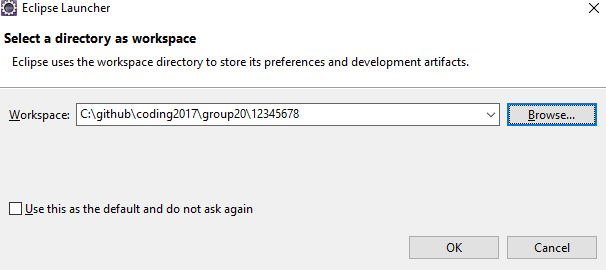 Eclipse Launcher
Select a directory as workspace
Eclipse uses the workspace directory to store its preferences and development artifacts.
Workspace: C:\github\coding2017\group20\12345678 Browse...
Use this as the default and do not ask again
OK Cancel